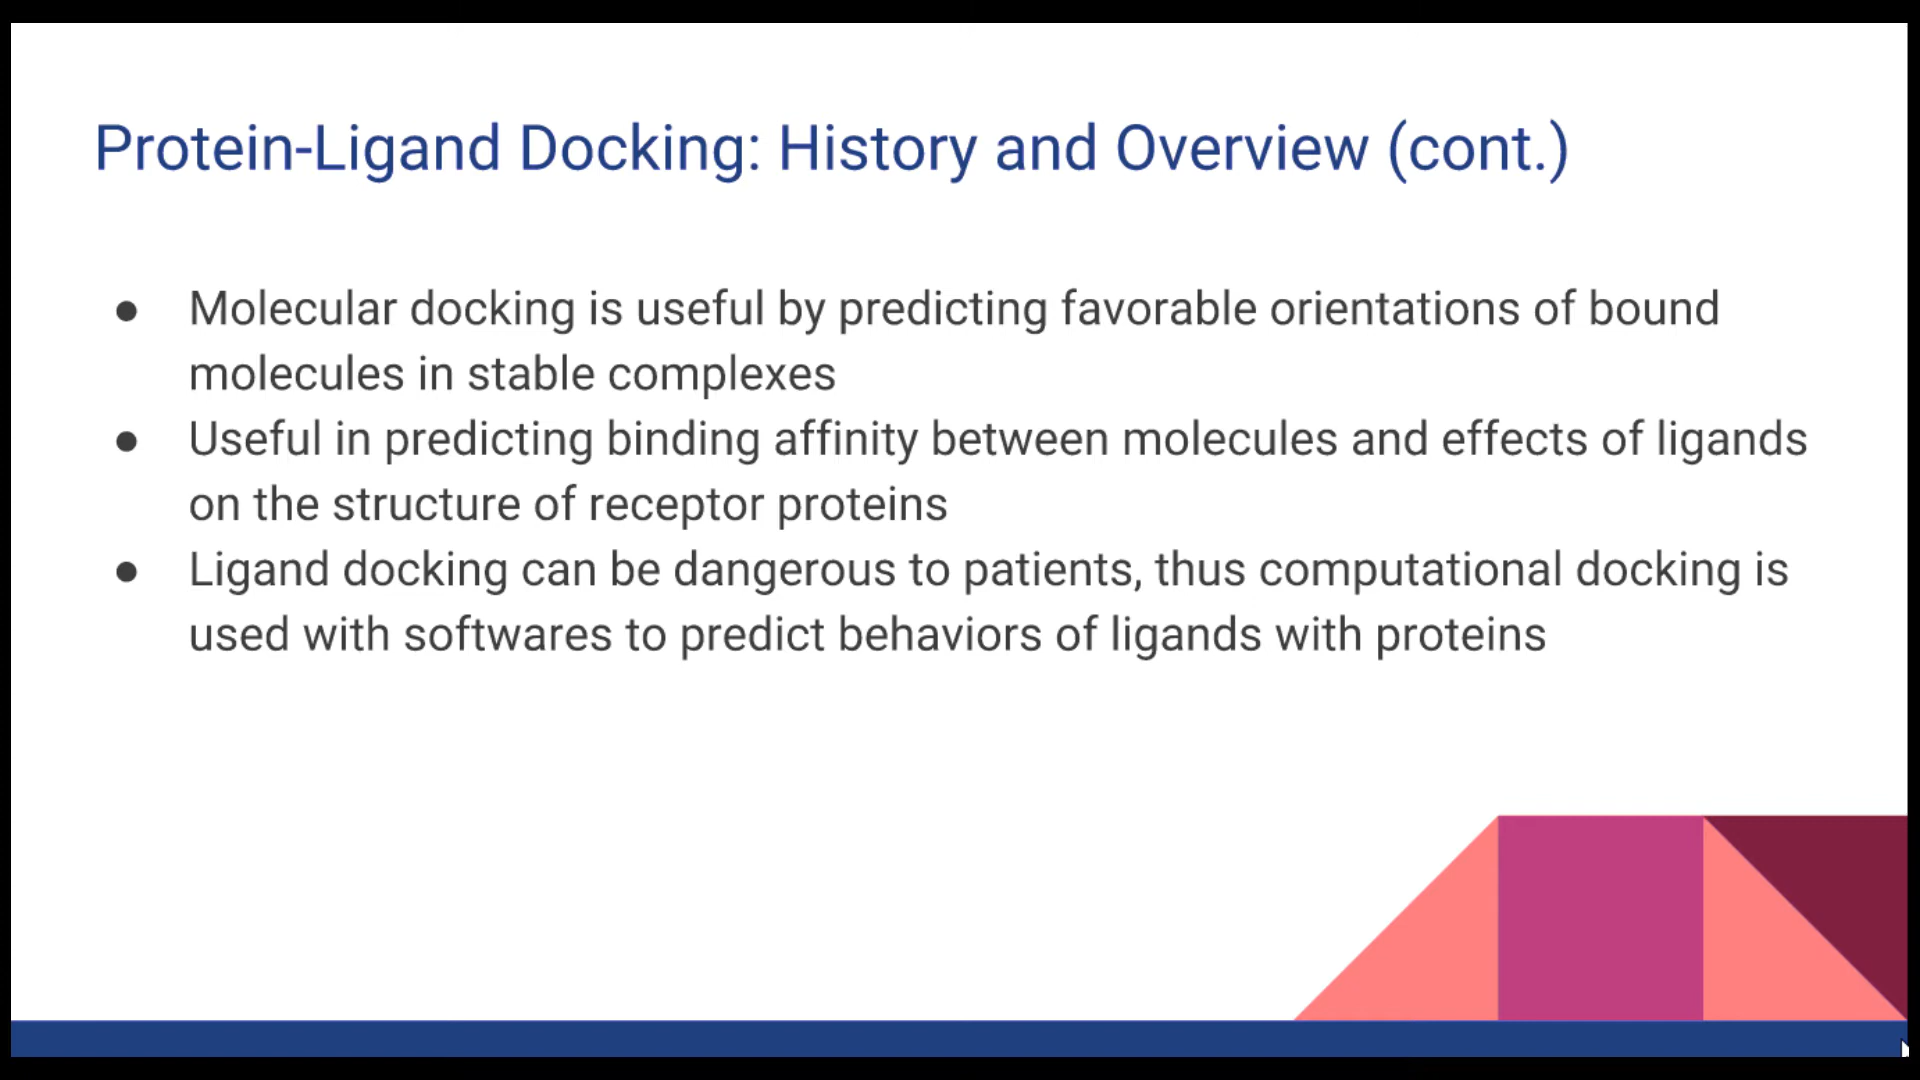 Protein-Ligand Docking: History and Overview (cont.)
● Molecular docking is useful by predicting favorable orientations of bound
molecules in stable complexes
● Useful in predicting binding affinity between molecules and effects of ligands
on the structure of receptor proteins
● Ligand docking can be dangerous to patients, thus computational docking is
used with softwares to predict behaviors of ligands with proteins